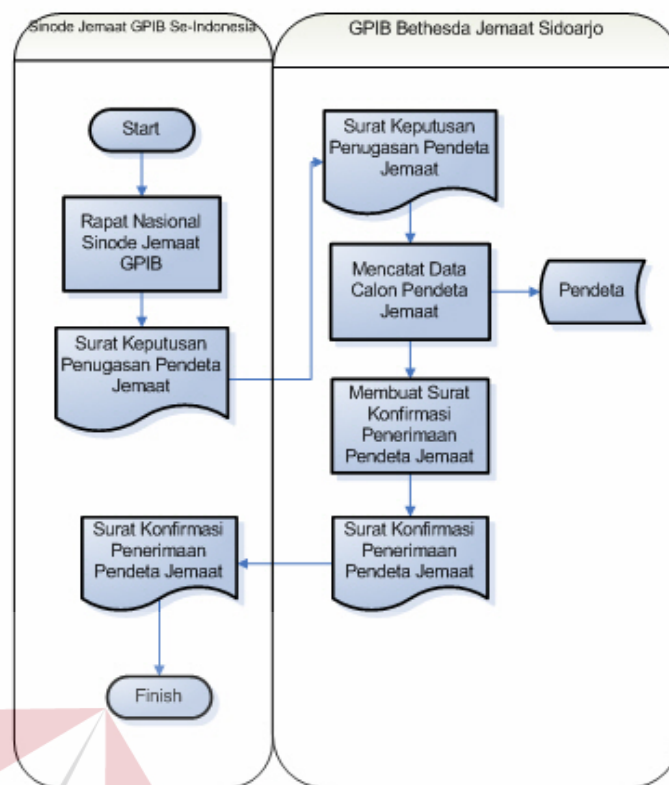 Sinode Jemaat GPIB Se-Indonesia
GPIB Bethesda Jemaat Sidoarjo
Start
Rapat Nasional
Sinode Jemaat
GPIB
Surat Keputusan
Penugasan Pendeta
Jemaat
Surat Keputusan
Penugasan Pendeta
Jemaat
Mencatat Data
Calon Pendeta
Jemaat
Pendeta
Membuat Surat
Konfirmasi
Penerimaan
Pendeta Jemaat
Surat Konfirmasi
Penerimaan
Pendeta Jemaat
Surat Konfirmasi
Penerimaan
Pendeta Jemaat
Finish